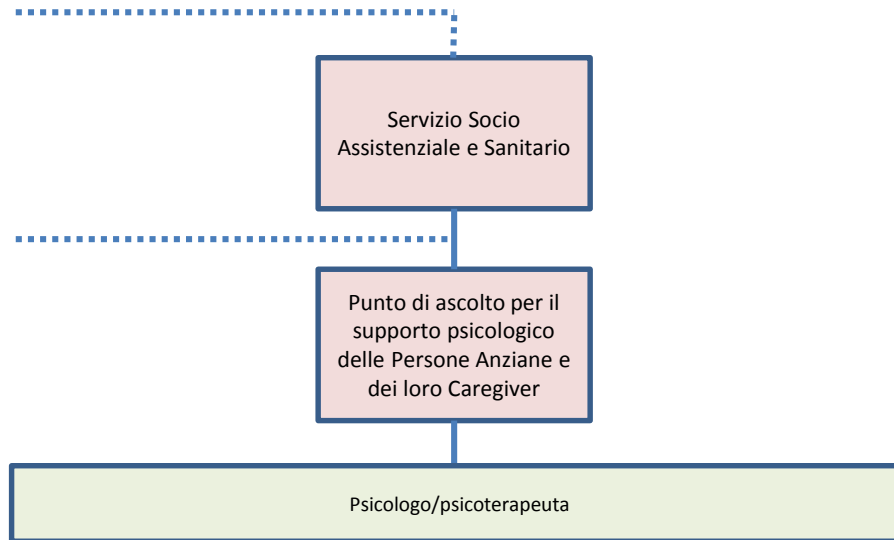 Servizio Socio
Assistenziale e Sanitario
Punto di ascolto per il
supporto psicologico
delle Persone Anziane e
dei loro Caregiver
Psicologo/psicoterapeuta